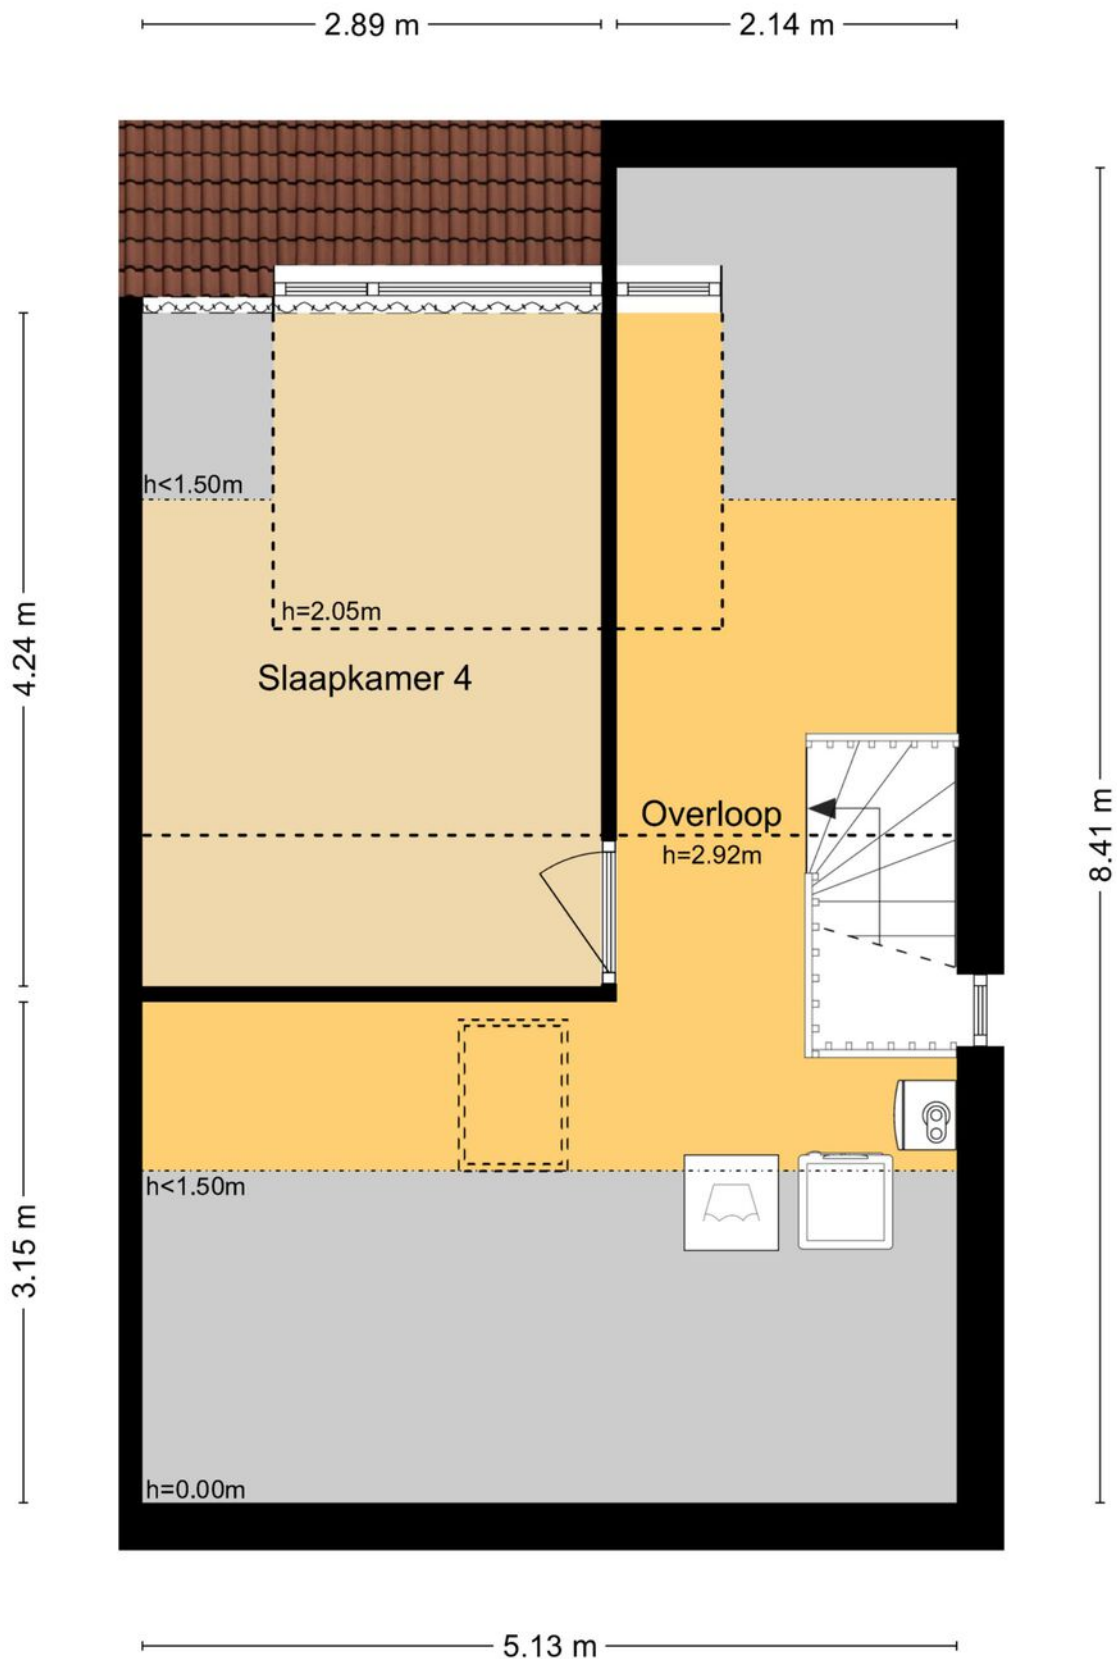 2.89 m
2.14 m
h<1.50m
h=2.05m
4.24 m
Slaapkamer 4
Overloop
h=2.92m
8.41 m
h<1.50m
3.15 m
h=0.00m
5.13 m